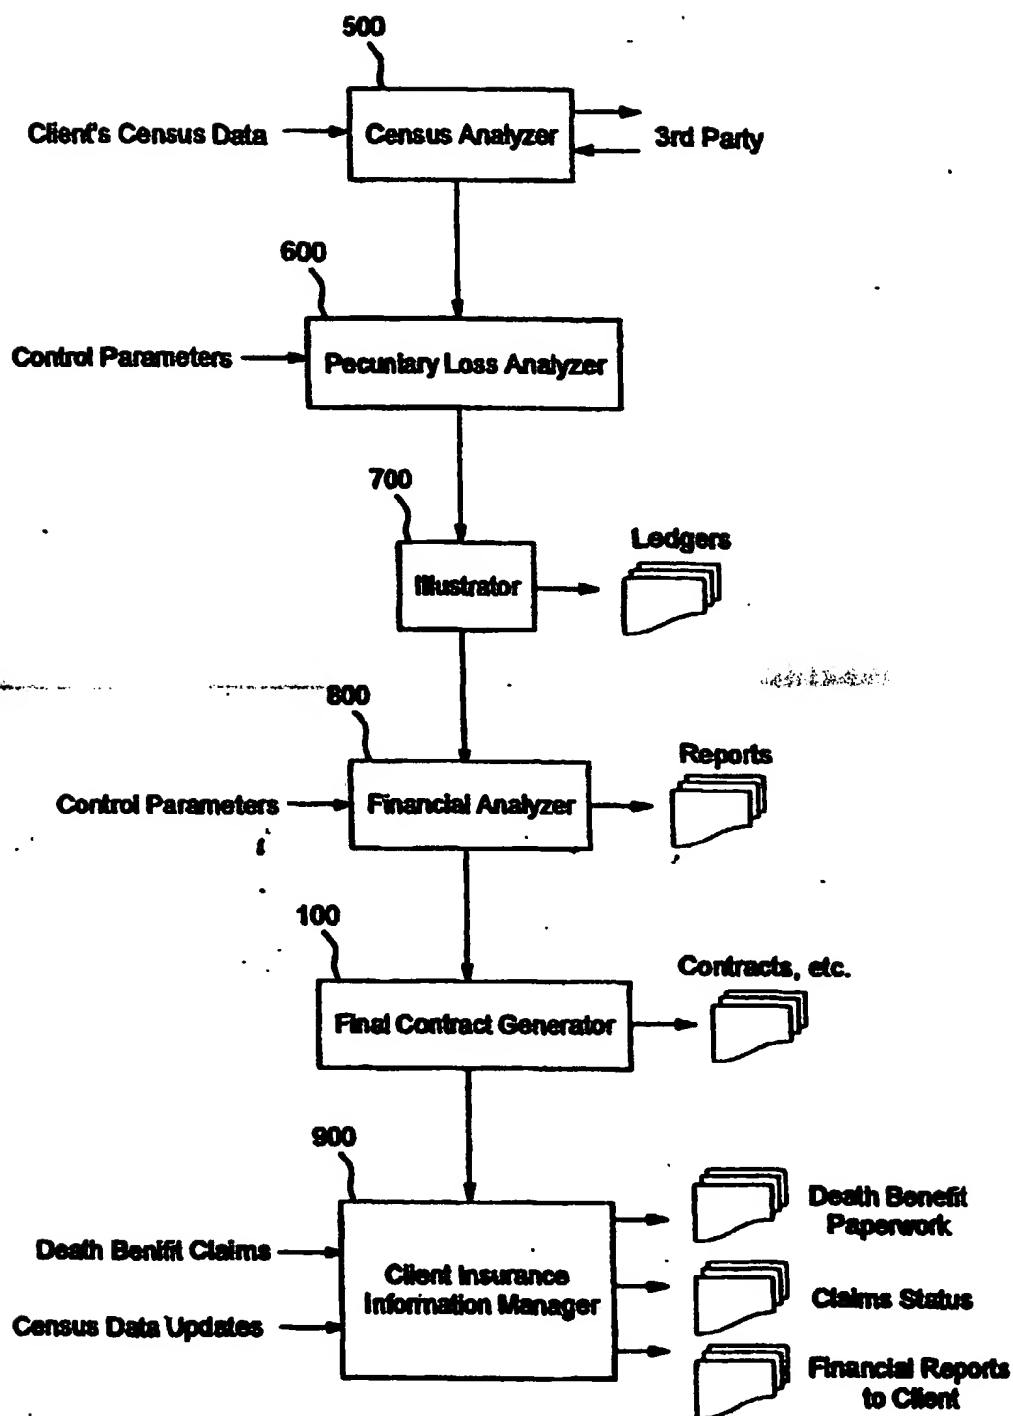 500
Client's Census Data
Census Analyzer
3rd Party
600
Control Parameters
Pecuniary Loss Analyzer
700
Illustrator
Ledgers
800
Control Parameters
Financial Analyzer
Reports
100
Final Contract Generator
Contracts, etc.
900
Death Benifit Claims
Census Data Updates
Client Insurance
Information Manager
Death Benefit
Paperwork
Claims Status
Financial Reports
to Client